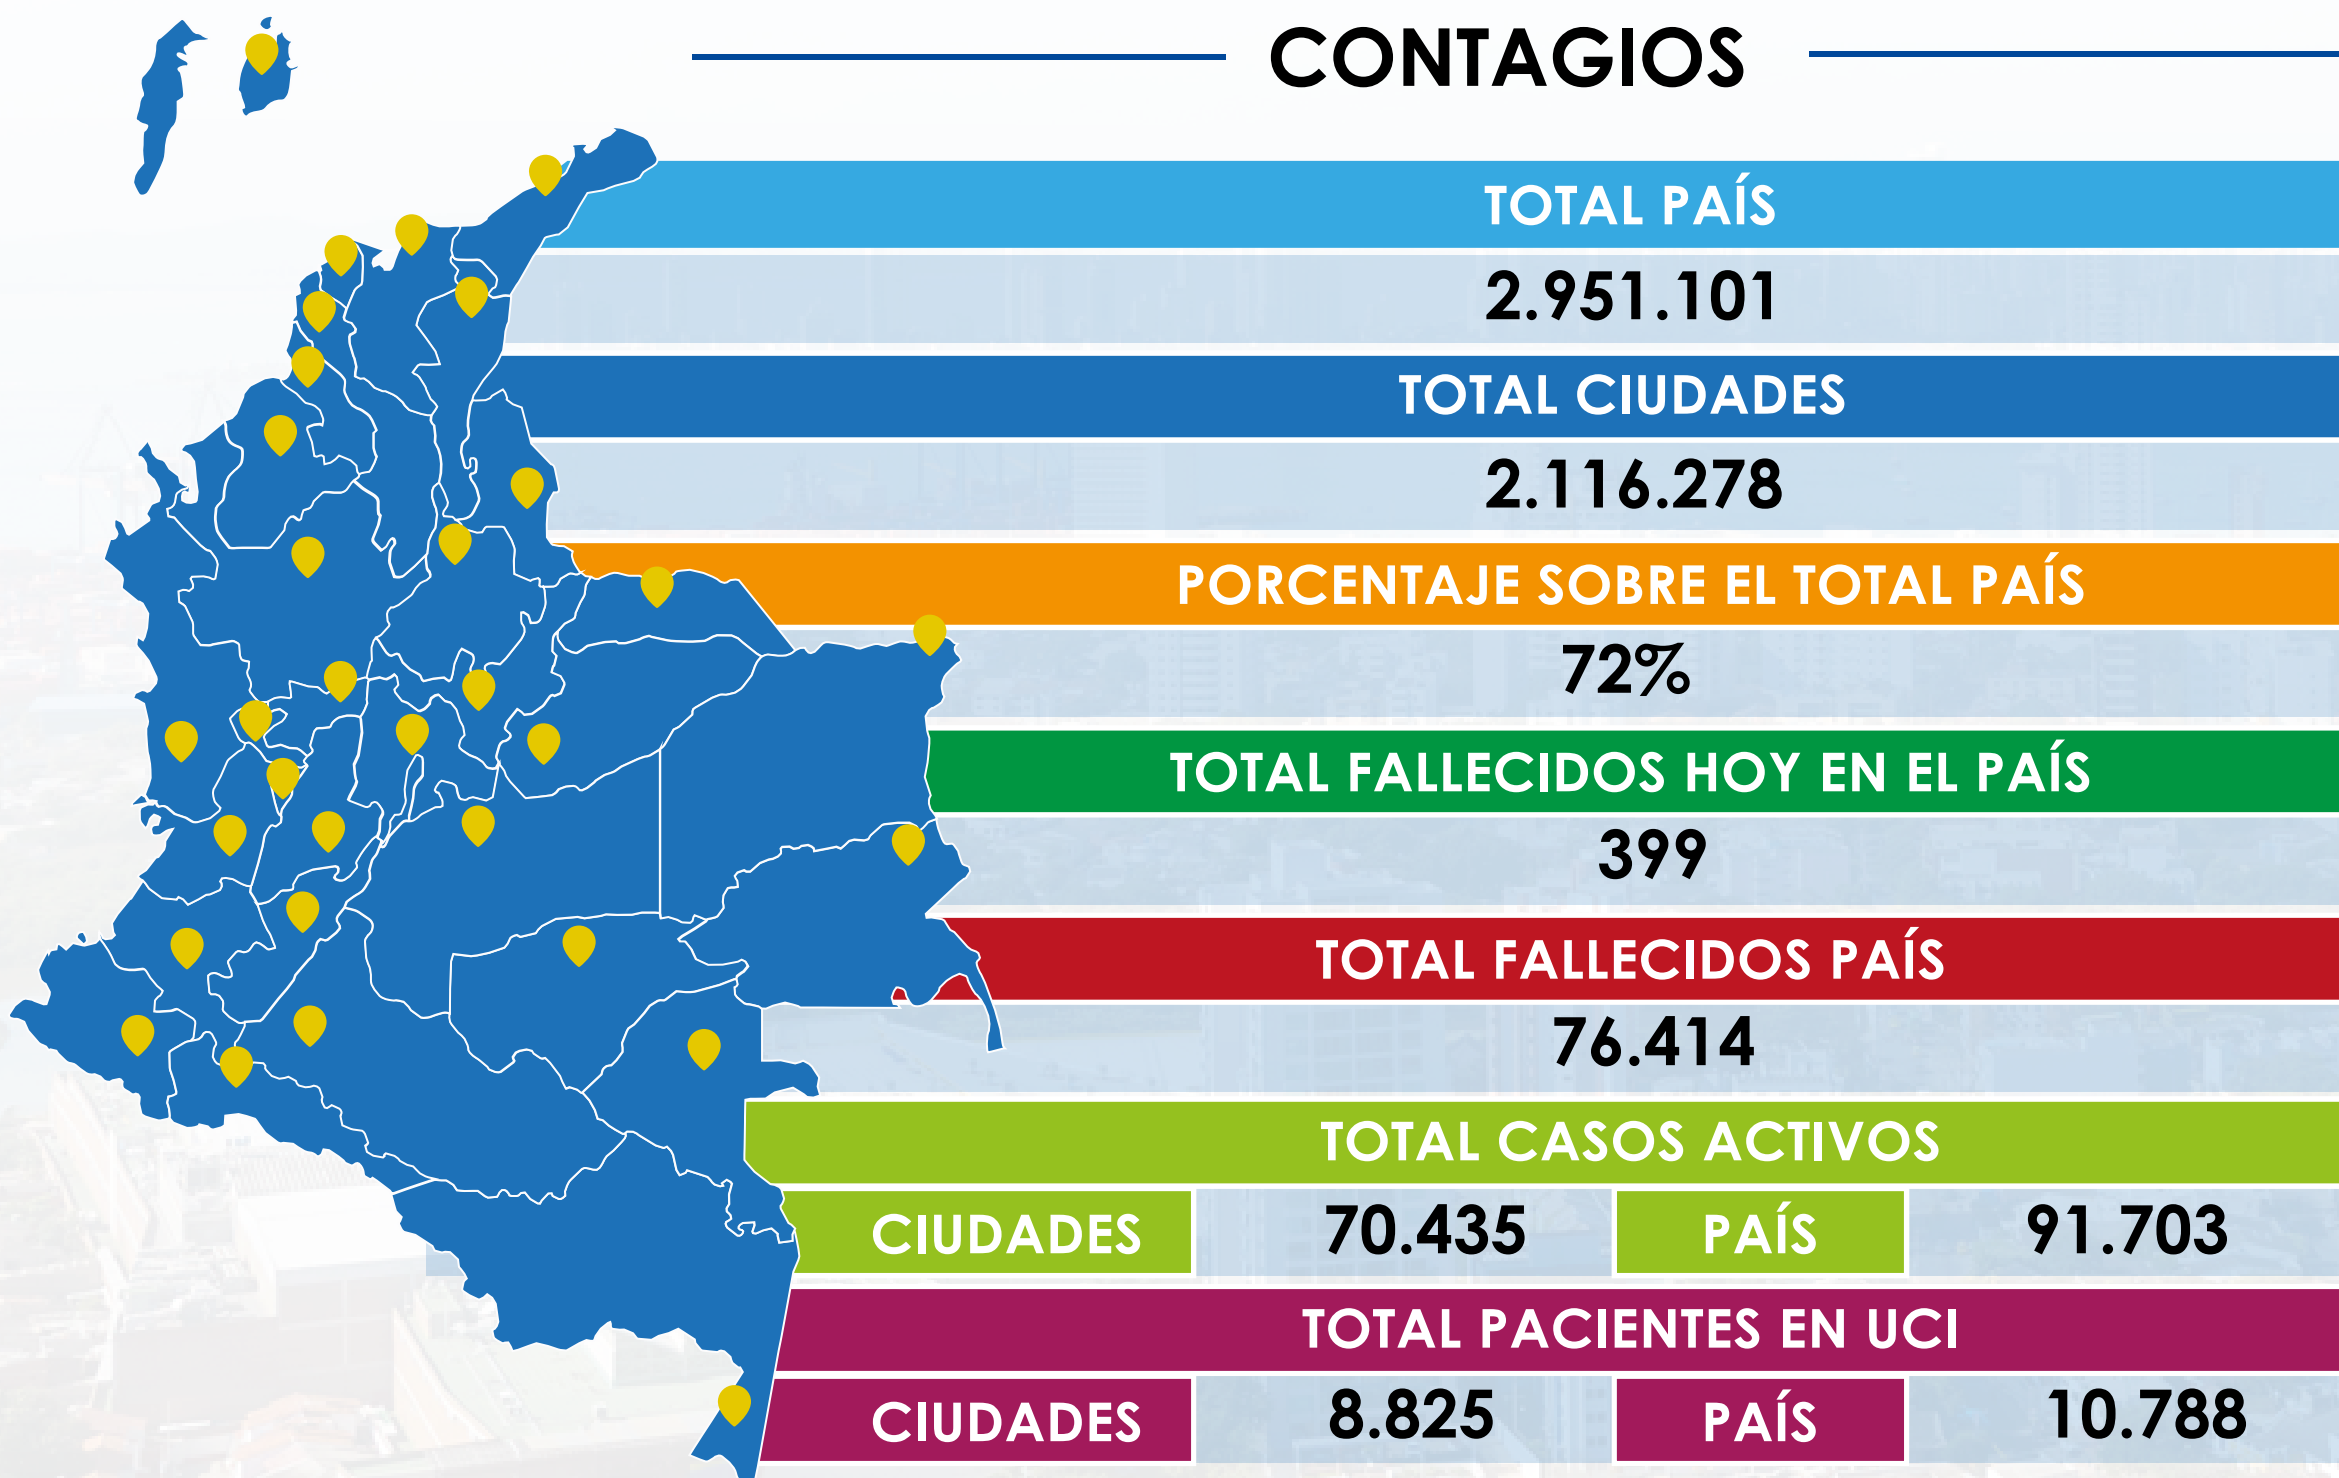 CONTAGIOS
TOTAL PAÍS
2.951.101
TOTAL CIUDADES
2.116.278
PORCENTAJE SOBRE EL TOTAL PAÍS
72%
TOTAL FALLECIDOS HOY EN EL PAÍS
399
TOTAL FALLECIDOS PAÍS
76.414
TOTAL CASOS ACTIVOS
CIUDADES 70.435 PAÍS 91.703
TOTAL PACIENTES EN UCI
CIUDADES 8.825 PAÍS 10.788